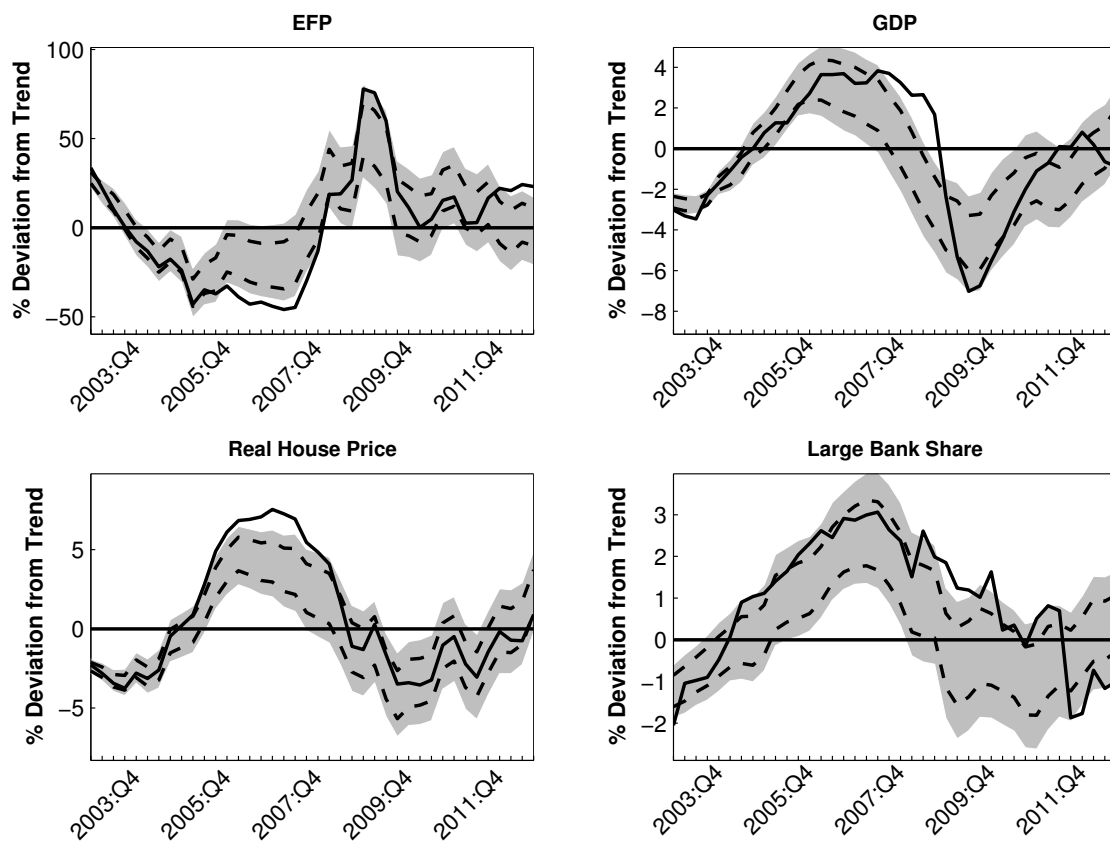 EFP
% Deviation from Trend
100
50
0
−50
2003:Q4
2005:Q4
2007:Q4
2009:Q4
2011:Q4
GDP
% Deviation from Trend
4
2
0
−2
−4
−6
−8
2003:Q4
2005:Q4
2007:Q4
2009:Q4
2011:Q4
Real House Price
% Deviation from Trend
5
0
−5
2003:Q4
2005:Q4
2007:Q4
2009:Q4
2011:Q4
Large Bank Share
% Deviation from Trend
3
2
1
0
−1
−2
2003:Q4
2005:Q4
2007:Q4
2009:Q4
2011:Q4